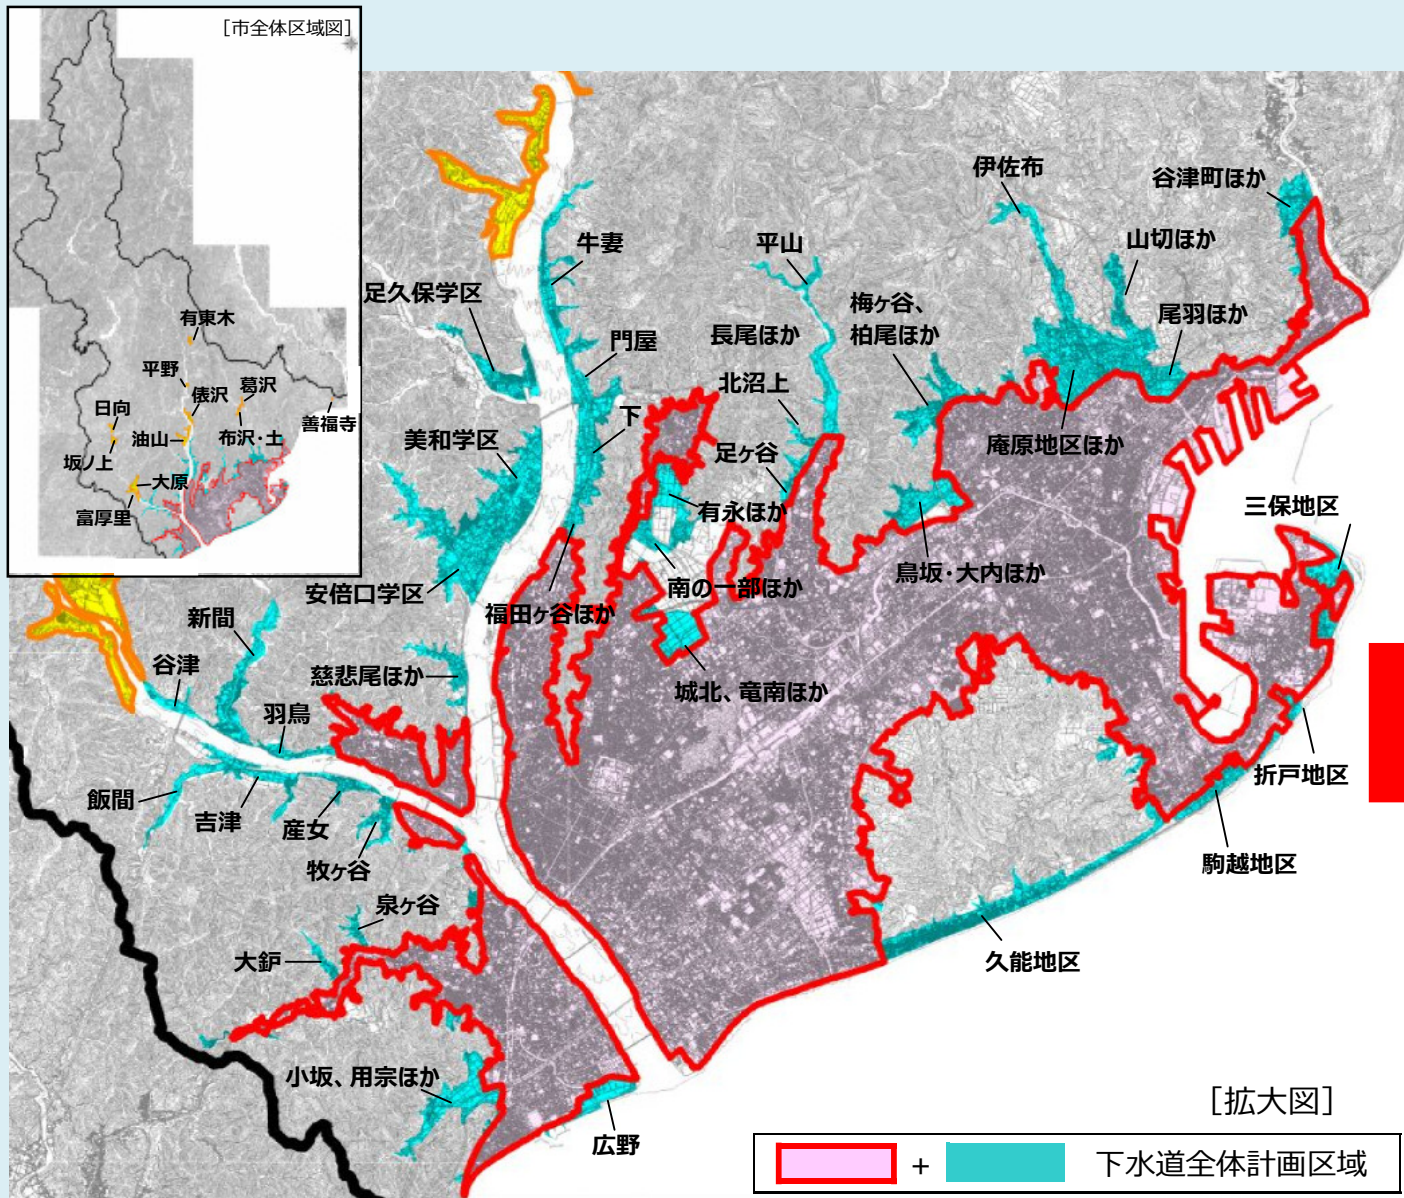 ［市全体区域図］
有東木
平野
俵沢
葛沢
日向
善福寺
油山
布沢・土
坂ノ上
大原
富厚里
伊佐布
谷津町ほか
牛妻
平山
山切ほか
足久保学区
梅ヶ谷、
柏尾ほか
尾羽ほか
門屋
長尾ほか
北沼上
下
美和学区
足ヶ谷
庵原地区ほか
有永ほか
三保地区
鳥坂・大内ほか
南の一部ほか
安倍口学区
福田ヶ谷ほか
新間
谷津
慈悲尾ほか
城北、竜南ほか
羽鳥
折戸地区
飯間
吉津
産女
牧ヶ谷
駒越地区
泉ヶ谷
大鈩
久能地区
小坂、用宗ほか
広野
［拡大図］
+
下水道全体計画区域